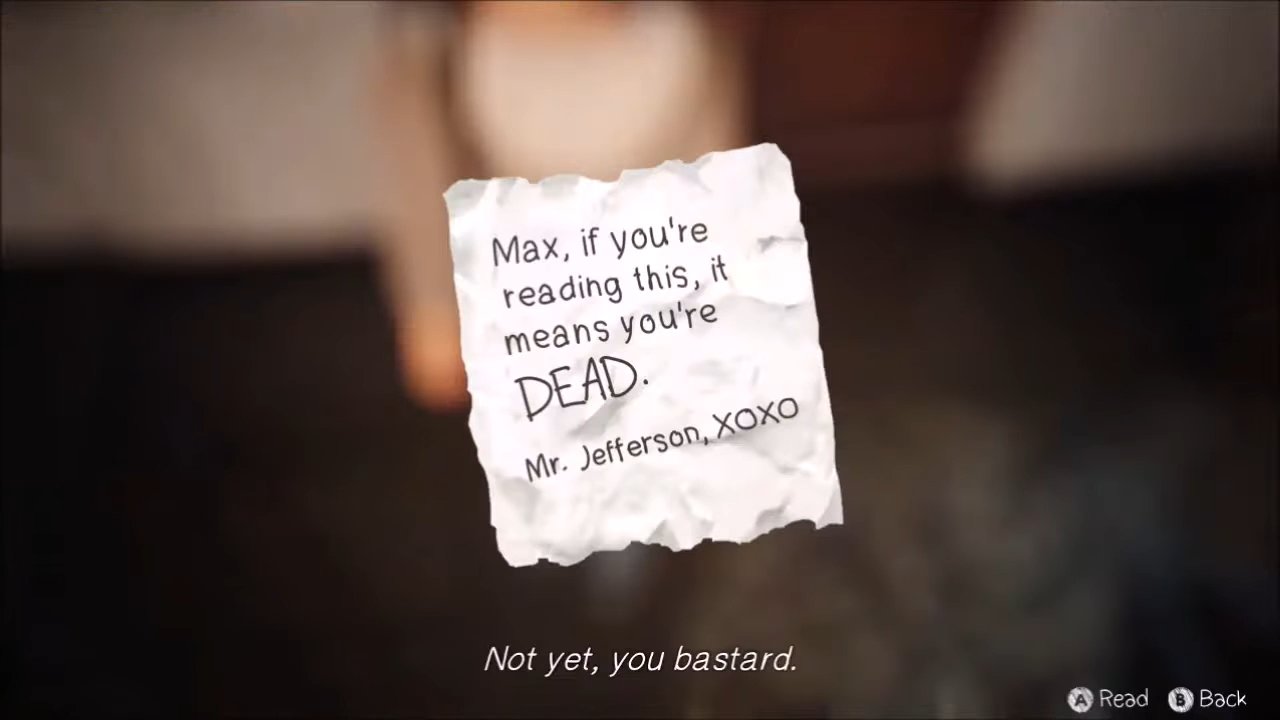 Max, if you're
reading this, it
means you're
DEAD.
Mr. Jefferson, XOXO
Not yet, you bastard.
A Read B Back